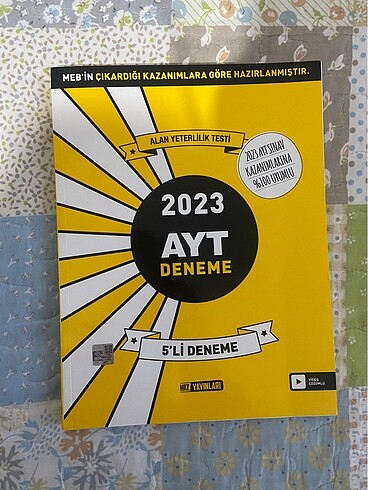 MEB'İN ÇIKARDIĞI KAZANIMLARA GÖRE HAZIRLANMIŞTIR.
ALAN YETERLİLİK TESTİ
2023 AYT SINAV
KAZANIMLARINA
%100 UYUMLU
2023
AYT
DENEME
5'Lİ DENEME
HIZ YAYINLARI
VİDEO
ÇÖZÜMLÜ